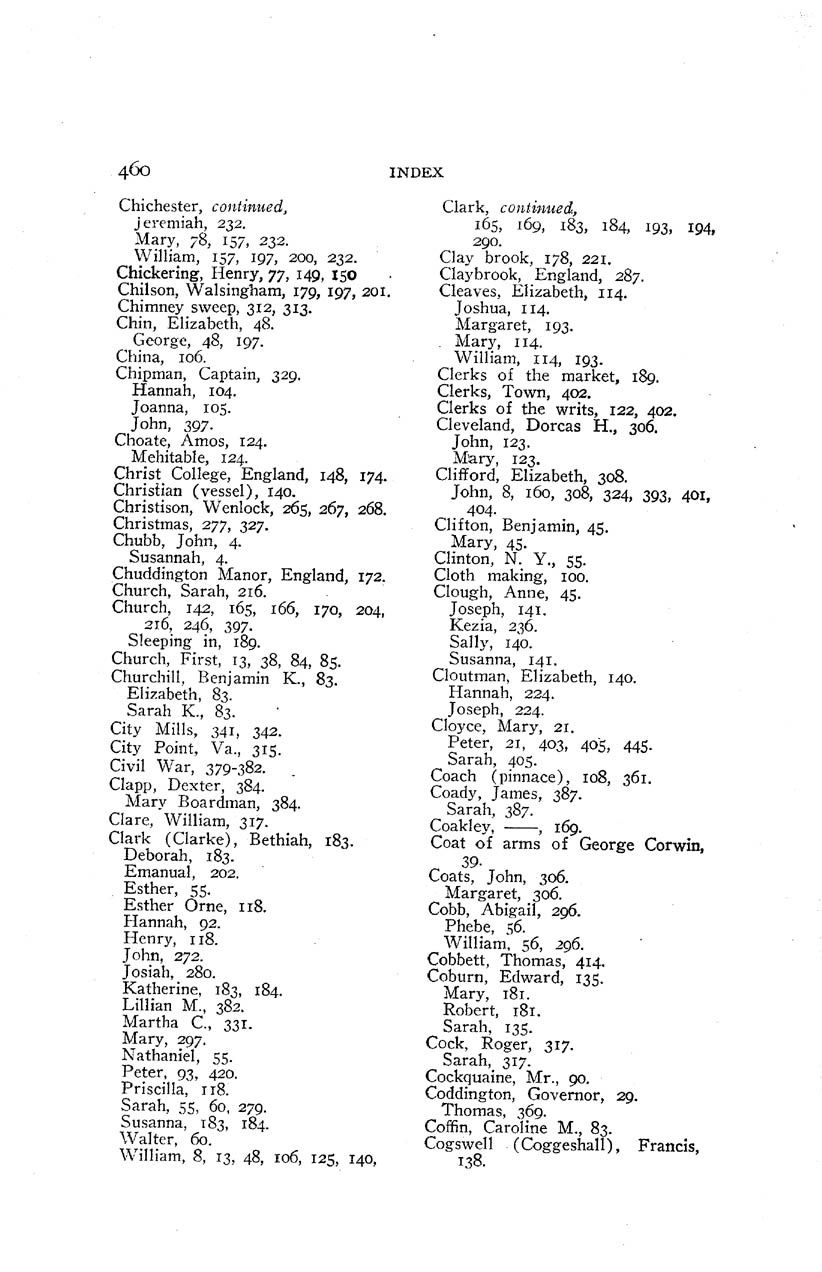 460
INDEX
Chichester, continued,
jeremiah, 232.
Mary, 78, 157, 232.
William, 157, 197, 200, 232.
Chickering, Henry, 77, 149, 150
Chilson, Walsingham, 179, 197, 201.
Chimney sweep, 312, 313.
Chin, Elizabeth, 48.
George, 48, 197.
China, 106.
Chipman, Captain, 329.
Hannah, 104.
Joanna, 105.
John, 397.
Choate, Amos, 124.
Mehitable, 124.
Christ College, England, 148, 174.
Christian (vessel), 140.
Christison, Wenlock, 265, 267, 268.
Christmas, 277, 327.
Chubb, John, 4.
Susannah, 4.
Chuddington Manor, England, 172.
Church, Sarah, 216.
Church, 142, 165, 166, 170, 204,
216, 246, 397.
Sleeping in, 189.
Church, First, 13, 38, 84, 85.
Churchill, Benjamin K., 83.
Elizabeth, 83.
Sarah K., 83.
City Mills, 341, 342.
City Point, Va., 315.
Civil War, 379-382.
Clapp, Dexter, 384.
Mary Boardman, 384.
Clare, William, 317.
Clark (Clarke), Bethiah, 183.
Deborah, 183.
Emanual, 202.
Esther, 55.
Esther Orne, 118.
Hannah, 92.
Henry, 118.
John, 272.
Josiah, 280.
Katherine, 183, 184.
Lillian M., 382.
Martha C., 331.
Mary, 297.
Nathaniel, 55.
Peter, 93, 420.
Priscilla, 118.
Sarah, 55, 60, 279.
Susanna, 183, 184.
Walter, 60.
William, 8, 13, 48, 106, 125, 140,
Clark, continued,
165, 169, 183, 184, 193, 194,
290.
Clay brook, 178, 221.
Claybrook, England, 287.
Cleaves, Elizabeth, 114.
Joshua, 114.
Margaret, 193.
Mary, 114.
William, 114, 193.
Clerks of the market, 189.
Clerks, Town, 402.
Clerks of the writs, 122, 402.
Cleveland, Dorcas H., 306.
John, 123.
Mary, 123.
Clifford, Elizabeth, 308.
John, 8, 160, 308, 324, 393, 401,
404.
Clifton, Benjamin, 45.
Mary, 45.
Clinton, N. Y., 55.
Cloth making, 100.
Clough, Anne, 45.
Joseph, 141.
Kezia, 236.
Sally, 140.
Susanna, 141.
Cloutman, Elizabeth, 140.
Hannah, 224.
Joseph, 224.
Cloyce, Mary, 21.
Peter, 21, 403, 405, 445.
Sarah, 405.
Coach (pinnace), 108, 361.
Coady, James, 387.
Sarah, 387.
Coakley, ——, 169.
Coat of arms of George Corwin,
39.
Coats, John, 306.
Margaret, 306.
Cobb, Abigail, 296.
Phebe, 56.
William, 56, 296.
Cobbett, Thomas, 414.
Coburn, Edward, 135.
Mary, 181.
Robert, 181.
Sarah, 135.
Cock, Roger, 317.
Sarah, 317.
Cockquaine, Mr., 90.
Coddington, Governor, 29.
Thomas, 369.
Coffin, Caroline M., 83.
Cogswell (Coggeshall), Francis,
138.